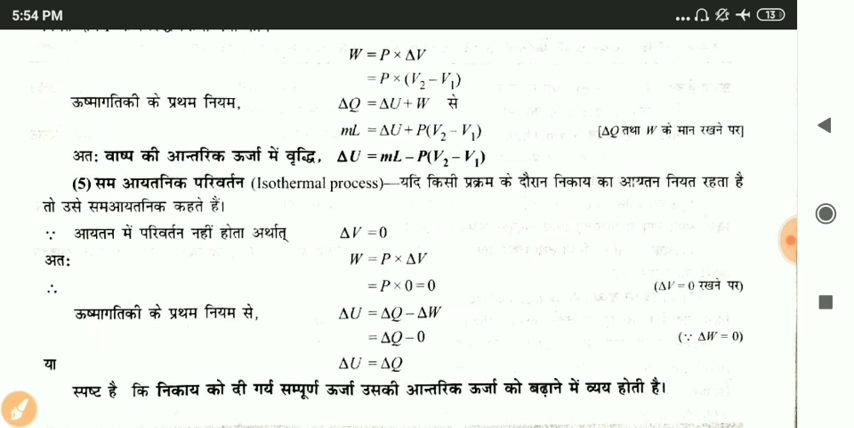 5:54 PM
... 13
W = P × ΔV
= P × (V₂ – V₁)
ऊष्मागतिकी के प्रथम नियम, ΔQ = ΔU + W से
mL = ΔU + P(V₂ – V₁) [ΔQ तथा W के मान रखने पर]
अतः वाष्प की आन्तरिक ऊर्जा में वृद्धि, ΔU = mL – P(V₂ – V₁)
(5) सम आयतनिक परिवर्तन (Isothermal process)—यदि किसी प्रक्रम के दौरान निकाय का आयतन नियत रहता है
तो उसे समआयतनिक कहते हैं।
∵ आयतन में परिवर्तन नहीं होता अर्थात् ΔV = 0
अतः W = P × ΔV
∴ = P × 0 = 0 (ΔV = 0 रखने पर)
ऊष्मागतिकी के प्रथम नियम से, ΔU = ΔQ – ΔW
= ΔQ – 0 (∵ ΔW = 0)
या ΔU = ΔQ
स्पष्ट है कि निकाय को दी गयी सम्पूर्ण ऊर्जा उसकी आन्तरिक ऊर्जा को बढ़ाने में व्यय होती है।